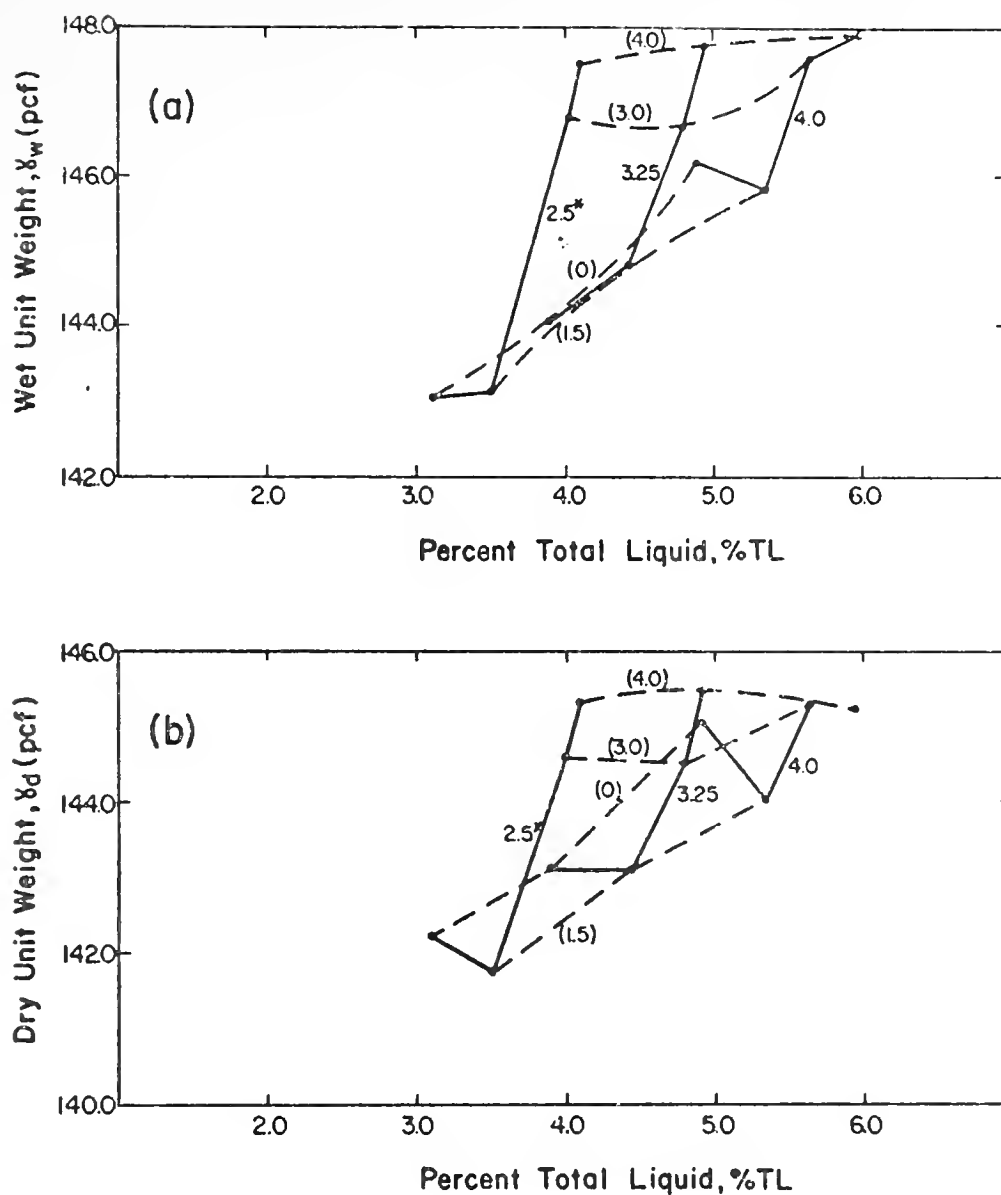 (a)
Wet Unit Weight, γw (pcf)
148.0
146.0
144.0
142.0
(4.0)
(3.0)
4.0
3.25
2.5*
(0)
(1.5)
2.0 3.0 4.0 5.0 6.0
Percent Total Liquid, %TL
(b)
Dry Unit Weight, γd (pcf)
146.0
144.0
142.0
140.0
(4.0)
(3.0)
(0)
3.25
4.0
2.5*
(1.5)
2.0 3.0 4.0 5.0 6.0
Percent Total Liquid, %TL